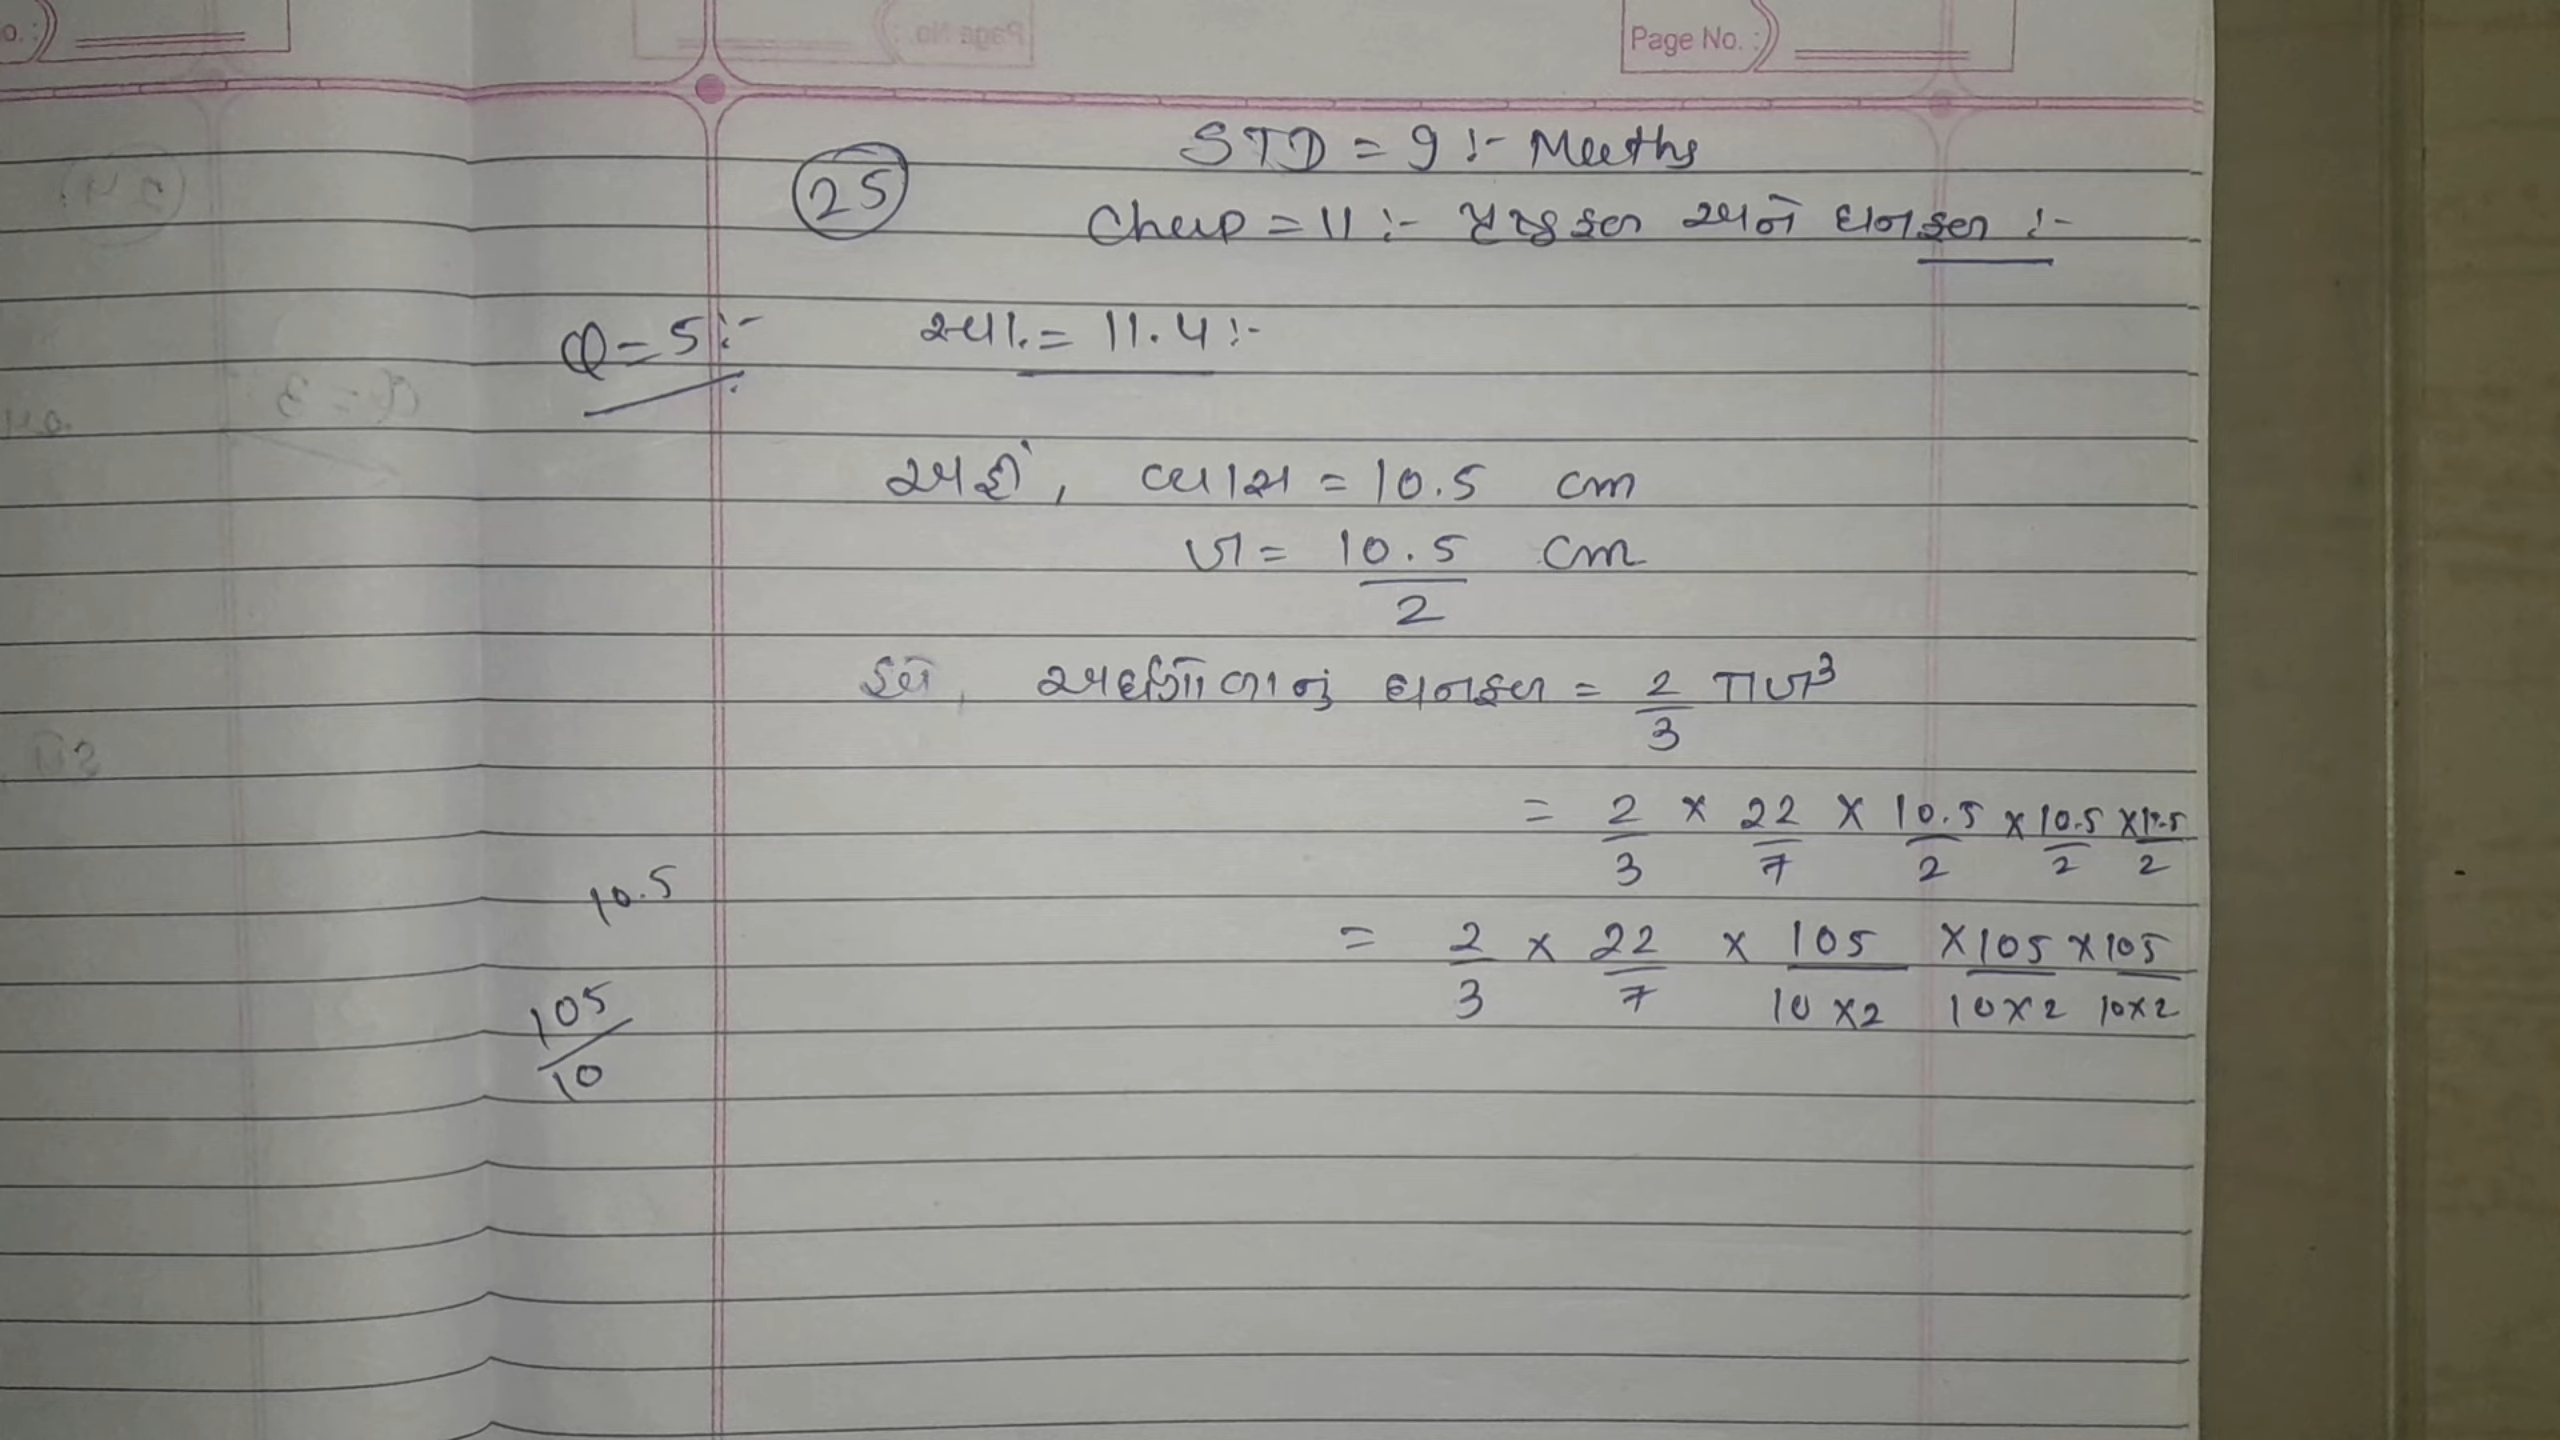 Page No. :
STD = 9 :- Maths
25
Chap = 11 :- પૃષ્ઠફળ અને ઘનફળ :-
Q = 5 :- સ્વા. = 11.4 :-
અહીં, વ્યાસ = 10.5 cm
r = 10.5/2 cm
હવે, અર્ધગોળાનું ઘનફળ = 2/3 πr³
= 2/3 × 22/7 × 10.5/2 × 10.5/2 × 10.5/2
10.5
= 2/3 × 22/7 × 105/10×2 × 105/10×2 × 105/10×2
105/10